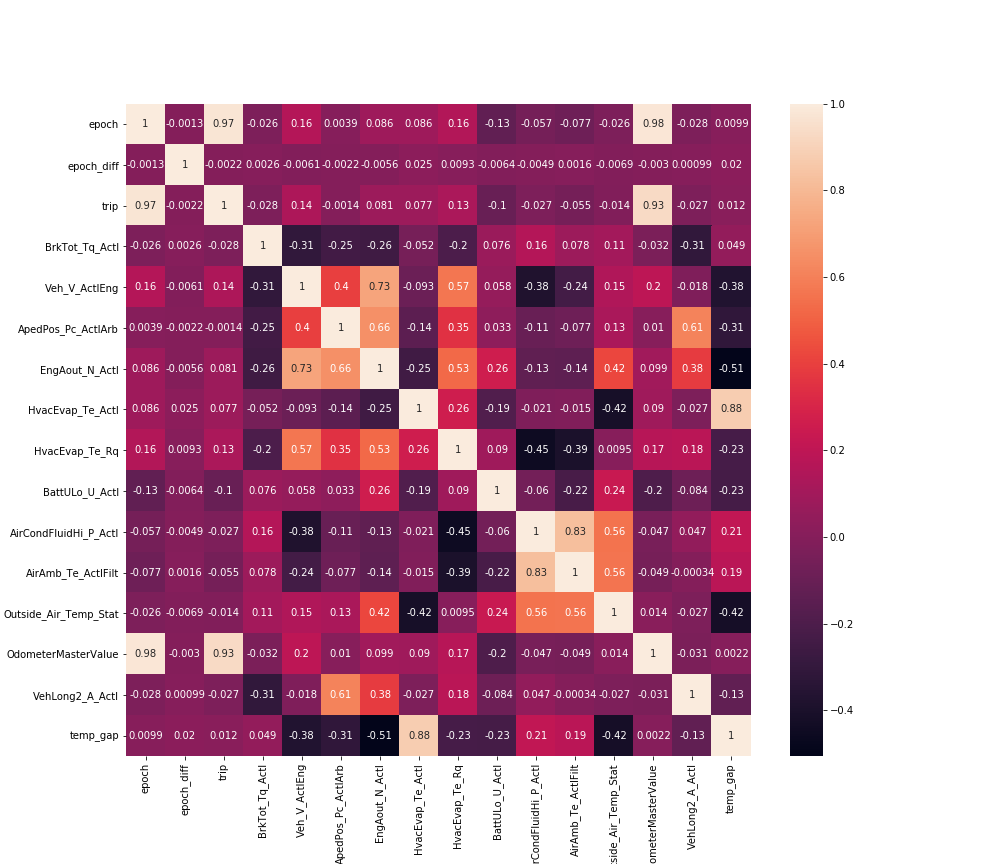 epoch 1 -0.0013 0.97 -0.026 0.16 0.0039 0.086 0.086 0.16 -0.13 -0.057 -0.077 -0.026 0.98 -0.028 0.0099
epoch_diff -0.0013 1 -0.0022 0.0026 -0.0061 -0.0022 -0.0056 0.025 0.0093 -0.0064 -0.0049 0.0016 -0.0069 -0.003 0.00099 0.02
trip 0.97 -0.0022 1 -0.028 0.14 -0.0014 0.081 0.077 0.13 -0.1 -0.027 -0.055 -0.014 0.93 -0.027 0.012
BrkTot_Tq_Actl -0.026 0.0026 -0.028 1 -0.31 -0.25 -0.26 -0.052 -0.2 0.076 0.16 0.078 0.11 -0.032 -0.31 0.049
Veh_V_ActlEng 0.16 -0.0061 0.14 -0.31 1 0.4 0.73 -0.093 0.57 0.058 -0.38 -0.24 0.15 0.2 -0.018 -0.38
ApedPos_Pc_ActlArb 0.0039 -0.0022 -0.0014 -0.25 0.4 1 0.66 -0.14 0.35 0.033 -0.11 -0.077 0.13 0.01 0.61 -0.31
EngAout_N_Actl 0.086 -0.0056 0.081 -0.26 0.73 0.66 1 -0.25 0.53 0.26 -0.13 -0.14 0.42 0.099 0.38 -0.51
HvacEvap_Te_Actl 0.086 0.025 0.077 -0.052 -0.093 -0.14 -0.25 1 0.26 -0.19 -0.021 -0.015 -0.42 0.09 -0.027 0.88
HvacEvap_Te_Rq 0.16 0.0093 0.13 -0.2 0.57 0.35 0.53 0.26 1 0.09 -0.45 -0.39 0.0095 0.17 0.18 -0.23
BattULo_U_Actl -0.13 -0.0064 -0.1 0.076 0.058 0.033 0.26 -0.19 0.09 1 -0.06 -0.22 0.24 -0.2 -0.084 -0.23
AirCondFluidHi_P_Actl -0.057 -0.0049 -0.027 0.16 -0.38 -0.11 -0.13 -0.021 -0.45 -0.06 1 0.83 0.56 -0.047 0.047 0.21
AirAmb_Te_ActlFilt -0.077 0.0016 -0.055 0.078 -0.24 -0.077 -0.14 -0.015 -0.39 -0.22 0.83 1 0.56 -0.049 -0.00034 0.19
Outside_Air_Temp_Stat -0.026 -0.0069 -0.014 0.11 0.15 0.13 0.42 -0.42 0.0095 0.24 0.56 0.56 1 0.014 -0.027 -0.42
OdometerMasterValue 0.98 -0.003 0.93 -0.032 0.2 0.01 0.099 0.09 0.17 -0.2 -0.047 -0.049 0.014 1 -0.031 0.0022
VehLong2_A_Actl -0.028 0.00099 -0.027 -0.31 -0.018 0.61 0.38 -0.027 0.18 -0.084 0.047 -0.00034 -0.027 -0.031 1 -0.13
temp_gap 0.0099 0.02 0.012 0.049 -0.38 -0.31 -0.51 0.88 -0.23 -0.23 0.21 0.19 -0.42 0.0022 -0.13 1
epoch
epoch_diff
trip
BrkTot_Tq_Actl
Veh_V_ActlEng
ApedPos_Pc_ActlArb
EngAout_N_Actl
HvacEvap_Te_Actl
HvacEvap_Te_Rq
BattULo_U_Actl
rCondFluidHi_P_Actl
AirAmb_Te_ActlFilt
side_Air_Temp_Stat
ometerMasterValue
VehLong2_A_Actl
temp_gap
1.0
0.8
0.6
0.4
0.2
0.0
−0.2
−0.4